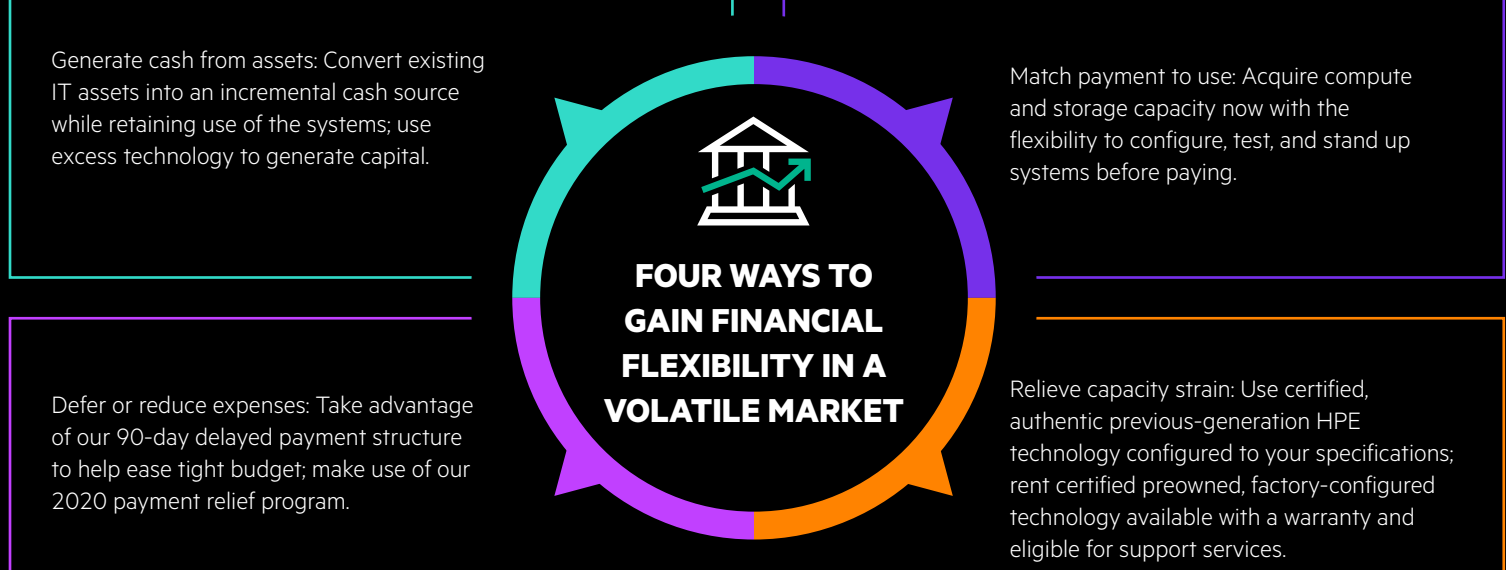 Generate cash from assets: Convert existing
IT assets into an incremental cash source
while retaining use of the systems; use
excess technology to generate capital.
Match payment to use: Acquire compute
and storage capacity now with the
flexibility to configure, test, and stand up
systems before paying.
FOUR WAYS TO
GAIN FINANCIAL
FLEXIBILITY IN A
VOLATILE MARKET
Defer or reduce expenses: Take advantage
of our 90-day delayed payment structure
to help ease tight budget; make use of our
2020 payment relief program.
Relieve capacity strain: Use certified,
authentic previous-generation HPE
technology configured to your specifications;
rent certified preowned, factory-configured
technology available with a warranty and
eligible for support services.